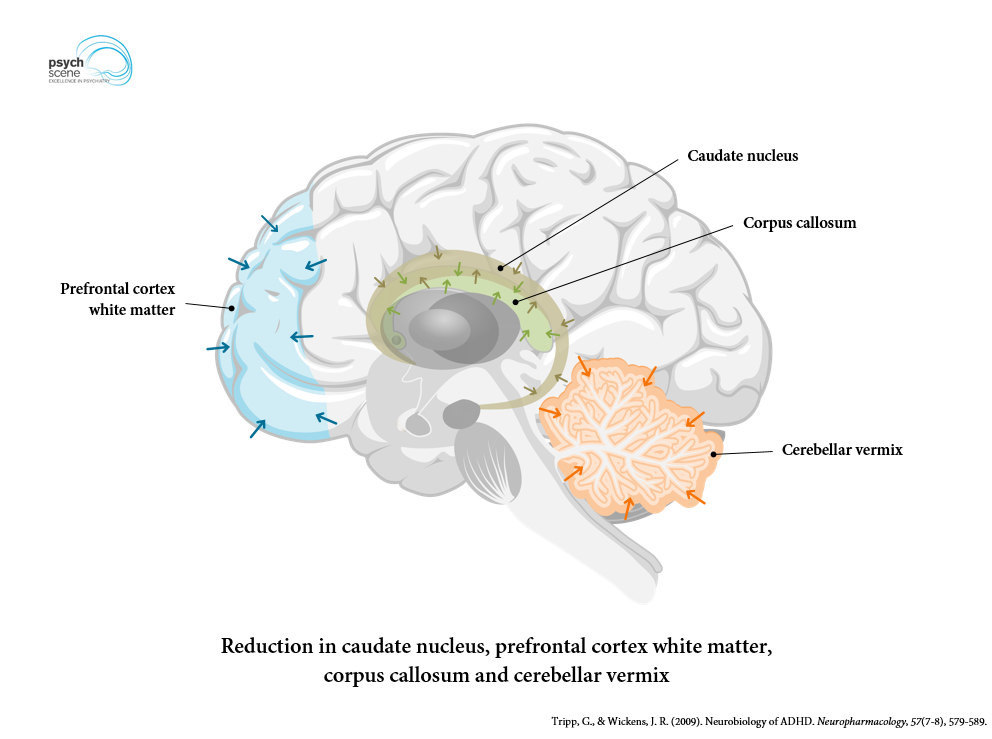 psych
scene
EXCELLENCE IN PSYCHIATRY
Caudate nucleus
Corpus callosum
Prefrontal cortex
white matter
Cerebellar vermix
Reduction in caudate nucleus, prefrontal cortex white matter,
corpus callosum and cerebellar vermix
Tripp, G., & Wickens, J. R. (2009). Neurobiology of ADHD. Neuropharmacology, 57(7-8), 579-589.